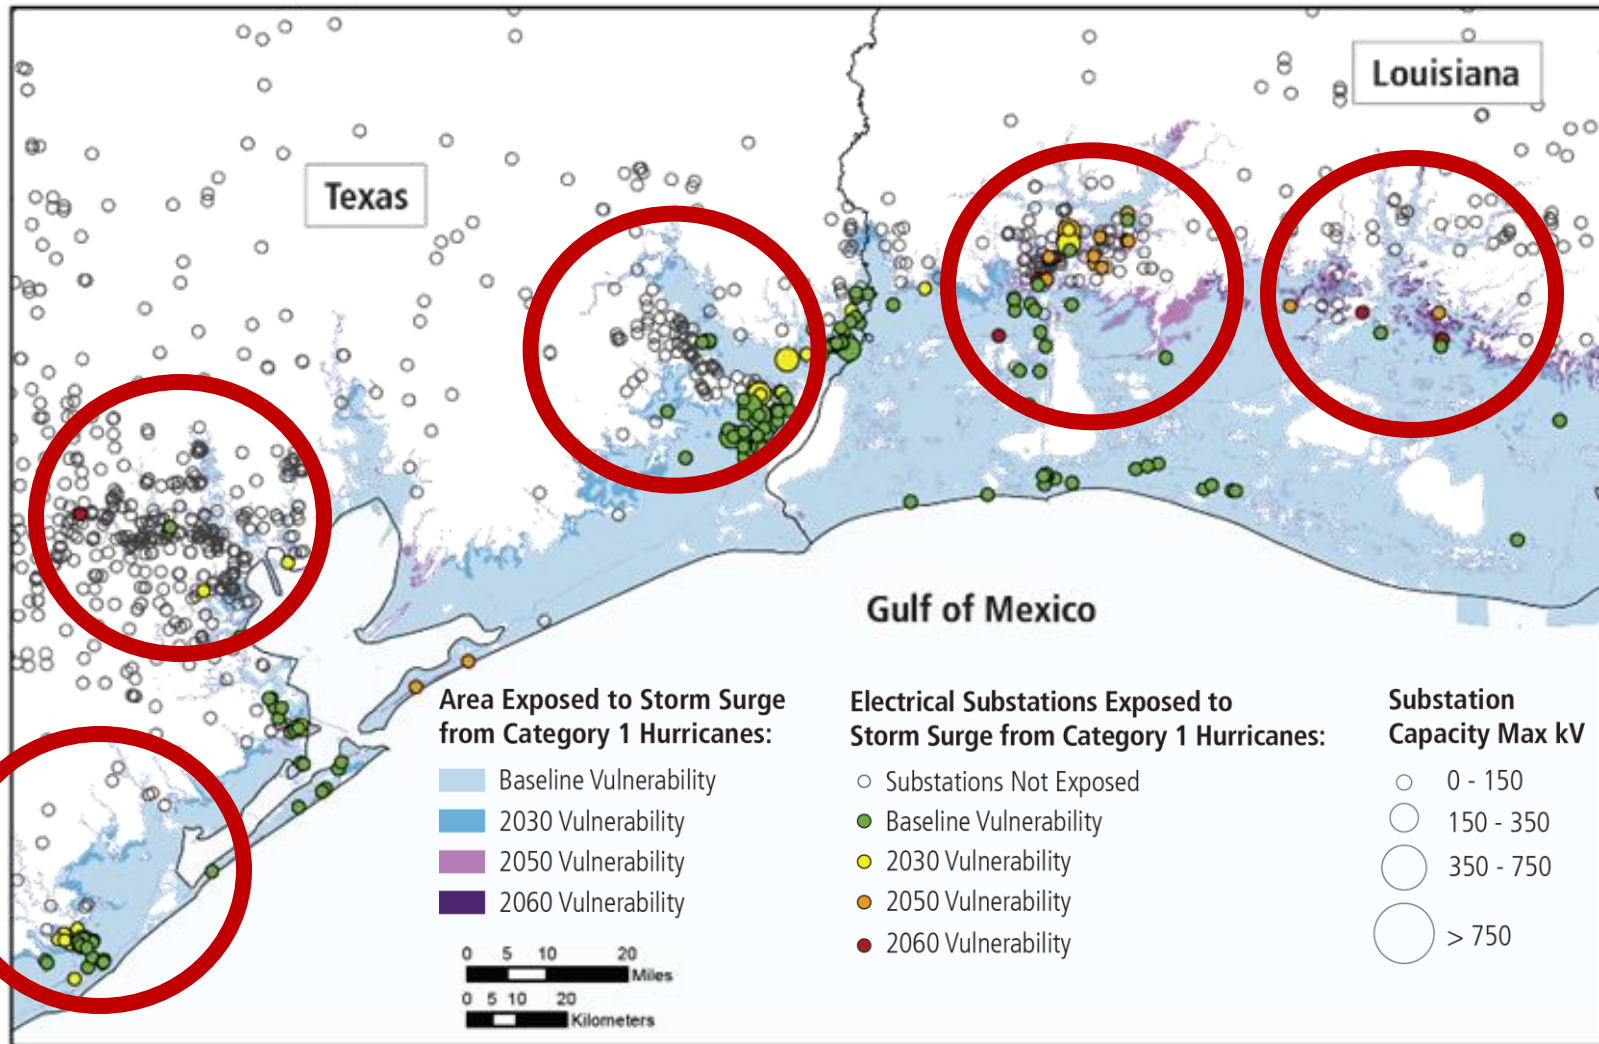 Louisiana
Texas
Gulf of Mexico
Area Exposed to Storm Surge
from Category 1 Hurricanes:
Baseline Vulnerability
2030 Vulnerability
2050 Vulnerability
2060 Vulnerability
0 5 10 20
Miles
0 5 10 20
Kilometers
Electrical Substations Exposed to
Storm Surge from Category 1 Hurricanes:
Substations Not Exposed
Baseline Vulnerability
2030 Vulnerability
2050 Vulnerability
2060 Vulnerability
Substation
Capacity Max kV
0 - 150
150 - 350
350 - 750
> 750